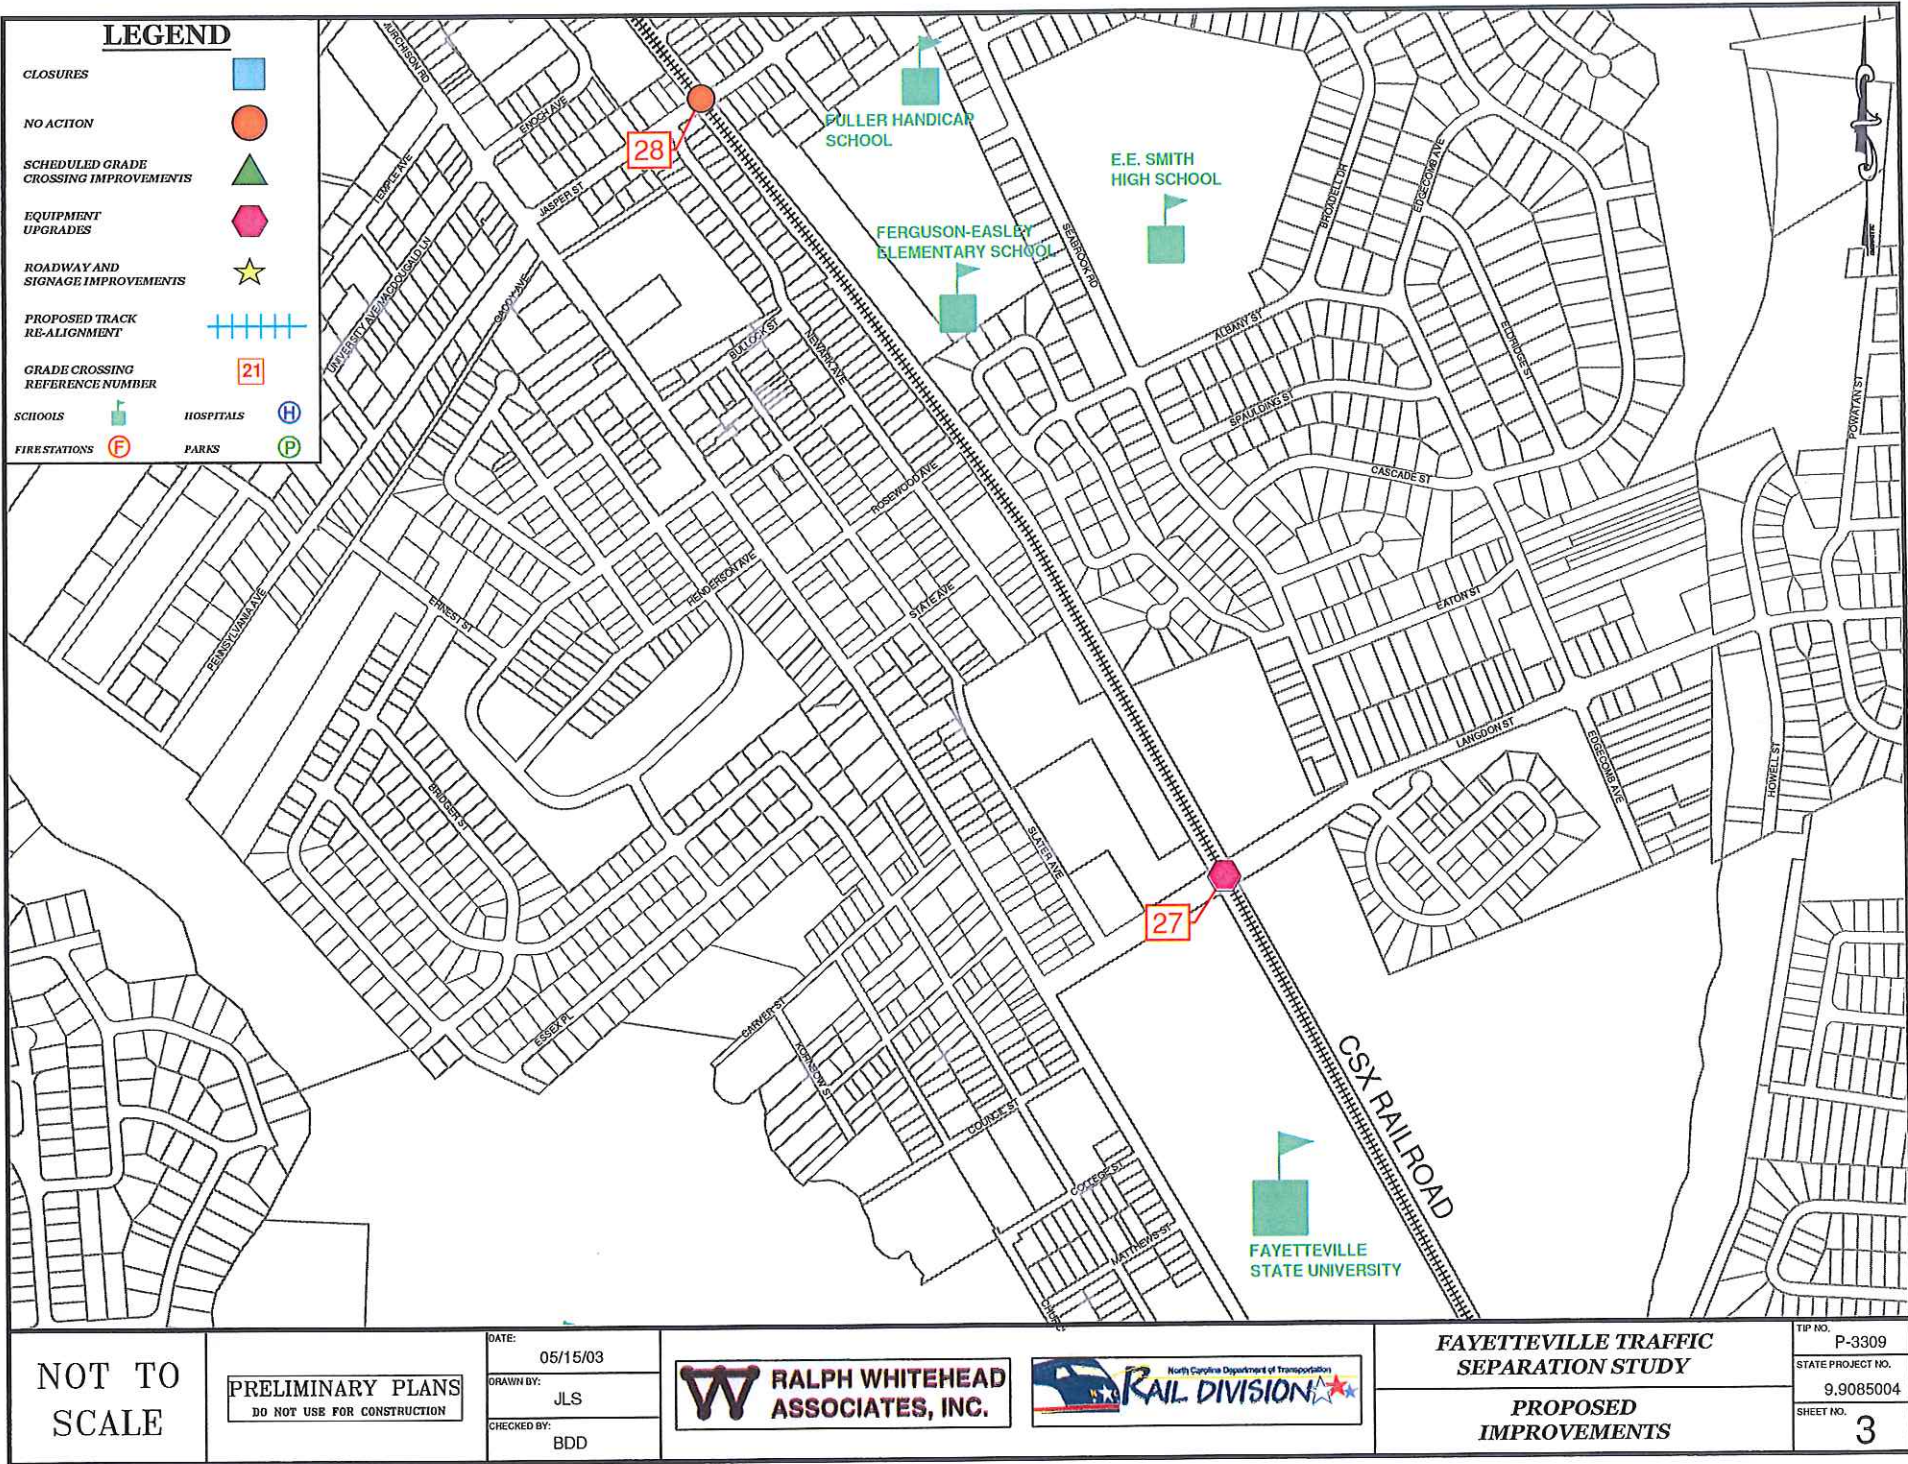 LEGEND
CLOSURES
NO ACTION
SCHEDULED GRADE
CROSSING IMPROVEMENTS
EQUIPMENT
UPGRADES
ROADWAY AND
SIGNAGE IMPROVEMENTS
PROPOSED TRACK
RE-ALIGNMENT
GRADE CROSSING
REFERENCE NUMBER
21
SCHOOLS
HOSPITALS
H
FIRE STATIONS
F
PARKS
P
ENOCH AVE
TEMPLE AVE
JASPER ST
UNIVERSITY AVE/MACDOUGALD LN
28
FULLER HANDICAP
SCHOOL
E.E. SMITH
HIGH SCHOOL
FERGUSON-EASLEY
ELEMENTARY SCHOOL
SEABROOK RD
BROADELL DR
EDGECOMB AVE
ALBANY ST
ELDRIDGE ST
SPAULDING ST
CASCADE ST
POWATAN ST
BULLOCK ST
NEWARK AVE
ROSEWOOD AVE
HENDERSON AVE
STATE AVE
PENNSYLVANIA AVE
ERNEST ST
EATON ST
LANGDON ST
EDGECOMB AVE
HOWELL ST
BRIDGER ST
SLATER AVE
27
ESSEX PL
CARVER ST
KORNBOW ST
COUNCIL ST
COLLEGE ST
MATTHEWS ST
CSX RAILROAD
FAYETTEVILLE
STATE UNIVERSITY
NOT TO
SCALE
PRELIMINARY PLANS
DO NOT USE FOR CONSTRUCTION
DATE:
05/15/03
DRAWN BY:
JLS
CHECKED BY:
BDD
RALPH WHITEHEAD
ASSOCIATES, INC.
North Carolina Department of Transportation
RAIL DIVISION
FAYETTEVILLE TRAFFIC
SEPARATION STUDY
PROPOSED
IMPROVEMENTS
TIP NO.
P-3309
STATE PROJECT NO.
9.9085004
SHEET NO.
3